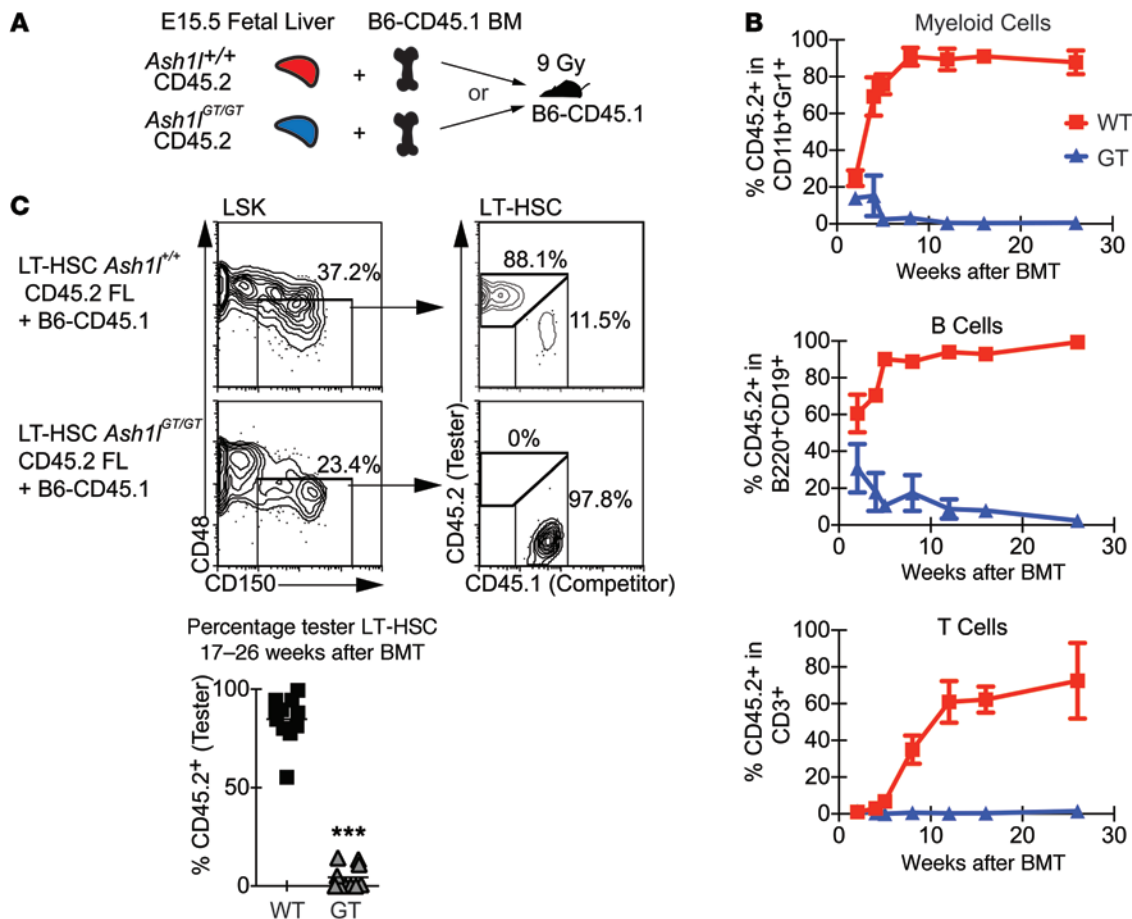 A
E15.5 Fetal Liver
B6-CD45.1 BM
Ash1l+/+
CD45.2
+
Ash1lGT/GT
CD45.2
+
or
9 Gy
B6-CD45.1
B
Myeloid Cells
% CD45.2+ in
CD11b+Gr1+
100
80
60
40
20
0
0
10
20
30
Weeks after BMT
WT
GT
B Cells
% CD45.2+ in
B220+CD19+
100
80
60
40
20
0
0
10
20
30
Weeks after BMT
T Cells
% CD45.2+ in
CD3+
100
80
60
40
20
0
0
10
20
30
Weeks after BMT
C
LSK
LT-HSC
LT-HSC Ash1l+/+
CD45.2 FL
+ B6-CD45.1
37.2%
88.1%
11.5%
LT-HSC Ash1lGT/GT
CD45.2 FL
+ B6-CD45.1
23.4%
0%
97.8%
CD48
CD150
CD45.2 (Tester)
CD45.1 (Competitor)
Percentage tester LT-HSC
17–26 weeks after BMT
% CD45.2+ (Tester)
100
50
0
***
WT
GT